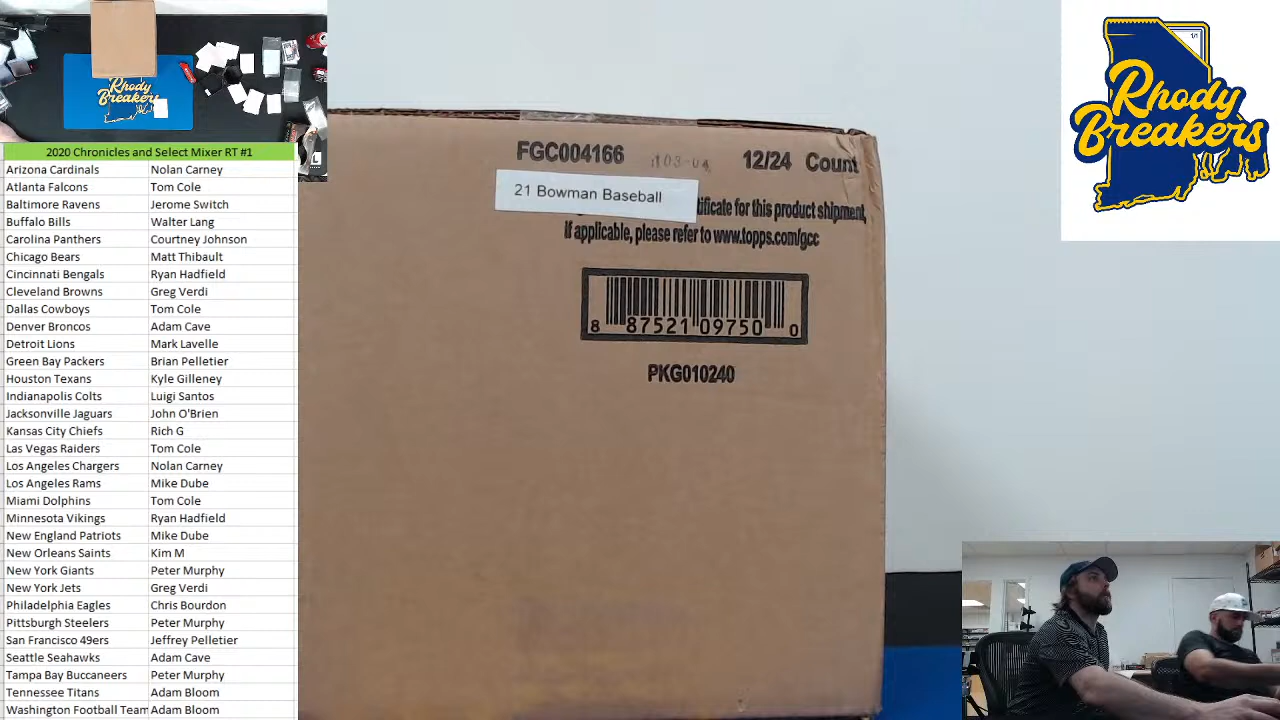 Rhody
Breakers
2020 Chronicles and Select Mixer RT #1
Arizona Cardinals Nolan Carney
Atlanta Falcons Tom Cole
Baltimore Ravens Jerome Switch
Buffalo Bills Walter Lang
Carolina Panthers Courtney Johnson
Chicago Bears Matt Thibault
Cincinnati Bengals Ryan Hadfield
Cleveland Browns Greg Verdi
Dallas Cowboys Tom Cole
Denver Broncos Adam Cave
Detroit Lions Mark Lavelle
Green Bay Packers Brian Pelletier
Houston Texans Kyle Gilleney
Indianapolis Colts Luigi Santos
Jacksonville Jaguars John O'Brien
Kansas City Chiefs Rich G
Las Vegas Raiders Tom Cole
Los Angeles Chargers Nolan Carney
Los Angeles Rams Mike Dube
Miami Dolphins Tom Cole
Minnesota Vikings Ryan Hadfield
New England Patriots Mike Dube
New Orleans Saints Kim M
New York Giants Peter Murphy
New York Jets Greg Verdi
Philadelphia Eagles Chris Bourdon
Pittsburgh Steelers Peter Murphy
San Francisco 49ers Jeffrey Pelletier
Seattle Seahawks Adam Cave
Tampa Bay Buccaneers Peter Murphy
Tennessee Titans Adam Bloom
Washington Football Team Adam Bloom
FGC004166 12/24 Count
21 Bowman Baseball
for this product shipment,
If applicable, please refer to www.topps.com/gcc
8 87521 09750 0
PKG010240
1/1
Rhody
Breakers